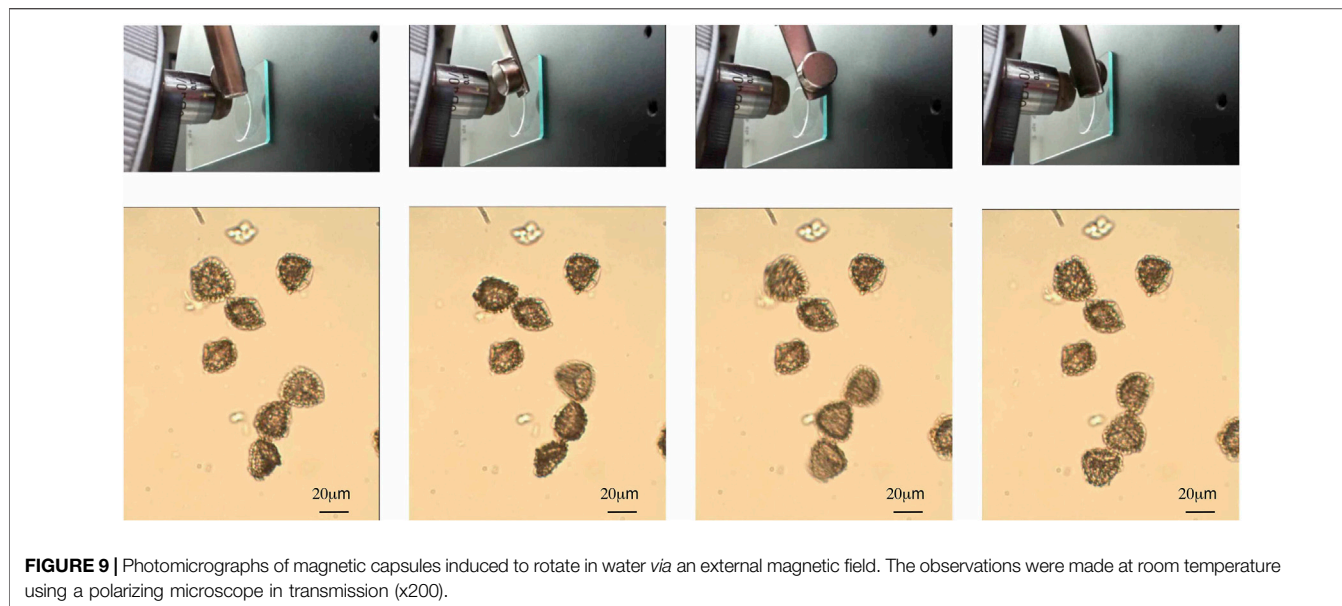 20µm
20µm
20µm
20µm
FIGURE 9 | Photomicrographs of magnetic capsules induced to rotate in water via an external magnetic field. The observations were made at room temperature
using a polarizing microscope in transmission (x200).